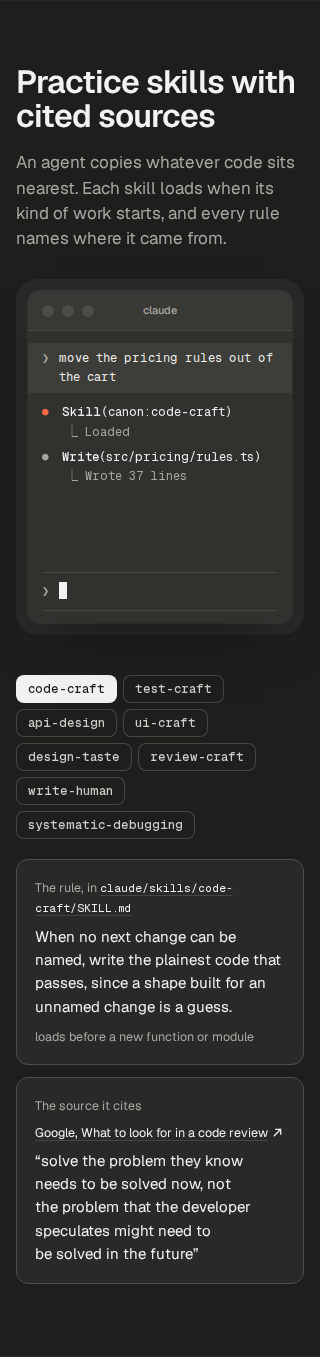 Practice skills with
cited sources
An agent copies whatever code sits
nearest. Each skill loads when its
kind of work starts, and every rule
names where it came from.
claude
❯ move the pricing rules out of
the cart
● Skill(canon:code-craft)
⎿ Loaded
● Write(src/pricing/rules.ts)
⎿ Wrote 37 lines
❯
code-craft test-craft
api-design ui-craft
design-taste review-craft
write-human
systematic-debugging
The rule, in claude/skills/code-
craft/SKILL.md
When no next change can be
named, write the plainest code that
passes, since a shape built for an
unnamed change is a guess.
loads before a new function or module
The source it cites
Google, What to look for in a code review ↗
“solve the problem they know
needs to be solved now, not
the problem that the developer
speculates might need to
be solved in the future”